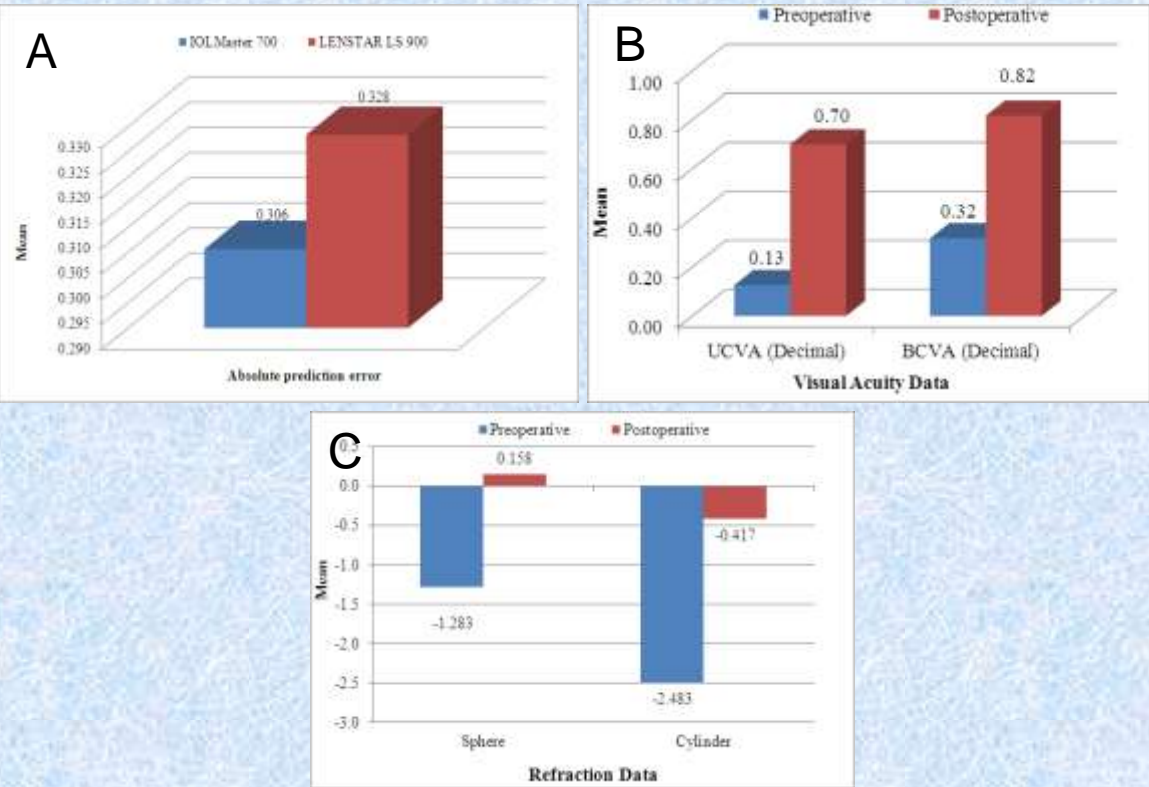 A
IOLMaster 700 LENSTAR LS 900
0.328
0.306
0.330
0.325
0.320
0.315
0.310
0.305
0.300
0.295
0.290
Mean
Absolute prediction error
B
Preoperative Postoperative
1.00
0.80
0.60
0.40
0.20
0.00
Mean
0.13
0.70
0.32
0.82
UCVA (Decimal) BCVA (Decimal)
Visual Acuity Data
C
Preoperative Postoperative
0.5
0.0
-0.5
-1.0
-1.5
-2.0
-2.5
-3.0
Mean
0.158
-1.283
-0.417
-2.483
Sphere Cylinder
Refraction Data